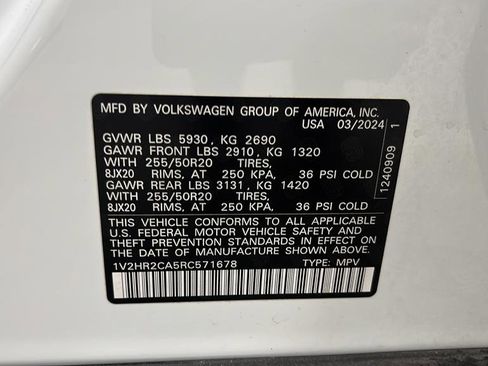 MFD BY VOLKSWAGEN GROUP OF AMERICA, INC.
USA 03/2024
GVWR LBS 5930, KG 2690
GAWR FRONT LBS 2910, KG 1320
WITH 255/50R20 TIRES,
8JX20 RIMS, AT 250 KPA, 36 PSI COLD
GAWR REAR LBS 3131, KG 1420
WITH 255/50R20 TIRES,
8JX20 RIMS, AT 250 KPA, 36 PSI COLD
THIS VEHICLE CONFORMS TO ALL APPLICABLE
U.S. FEDERAL MOTOR VEHICLE SAFETY AND
THEFT PREVENTION STANDARDS IN EFFECT ON
THE DATE OF MANUFACTURE SHOWN ABOVE.
1V2HR2CA5RC571678 TYPE: MPV
1240909 1